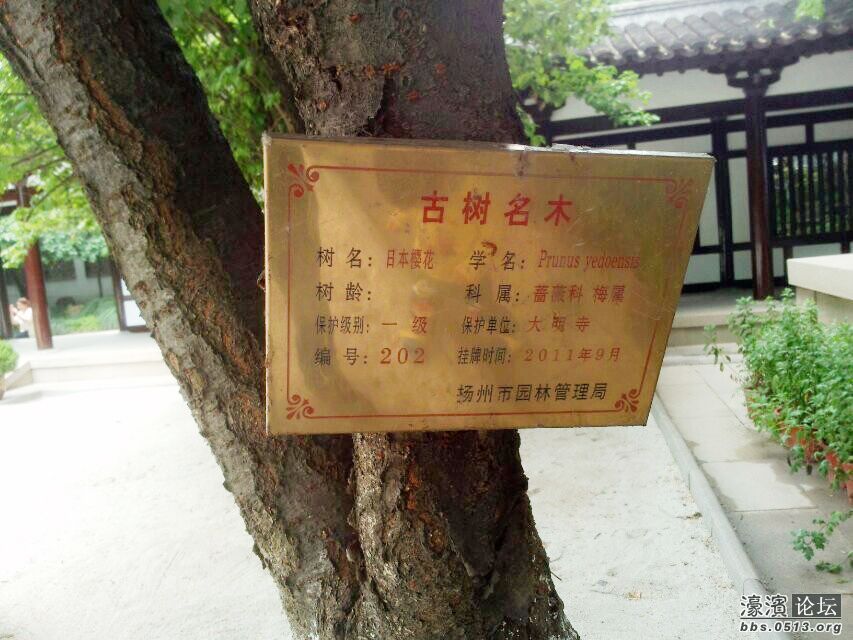 古树名木
树名：日本樱花 学名：Prunus yedoensis
树龄： 科属：蔷薇科 梅属
保护级别：一级 保护单位：大明寺
编号：202 挂牌时间：2011年9月
扬州市园林管理局
濠濱论坛
bbs.0513.org